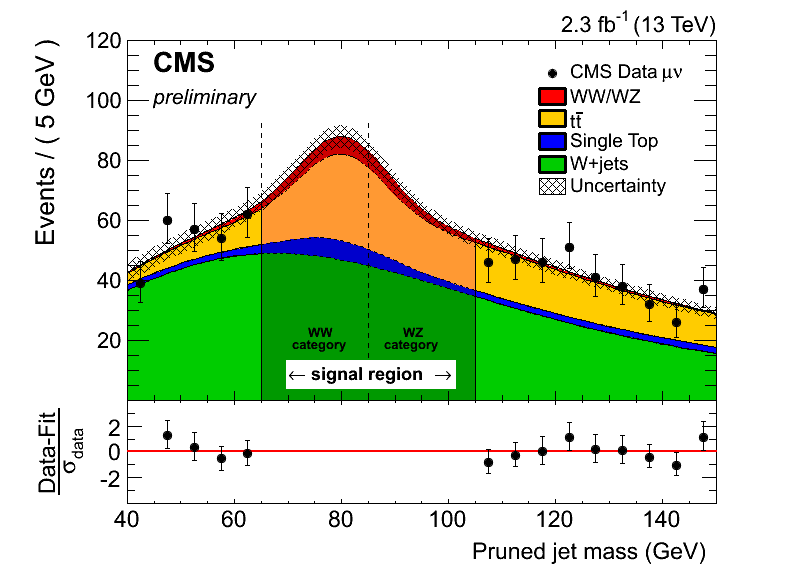 2.3 fb⁻¹ (13 TeV)
CMS
preliminary
CMS Data μν
WW/WZ
tt̄
Single Top
W+jets
Uncertainty
Events / ( 5 GeV )
120
100
80
60
40
20
WW
category
WZ
category
← signal region →
Data-Fit
σdata
2
0
-2
40 60 80 100 120 140
Pruned jet mass (GeV)